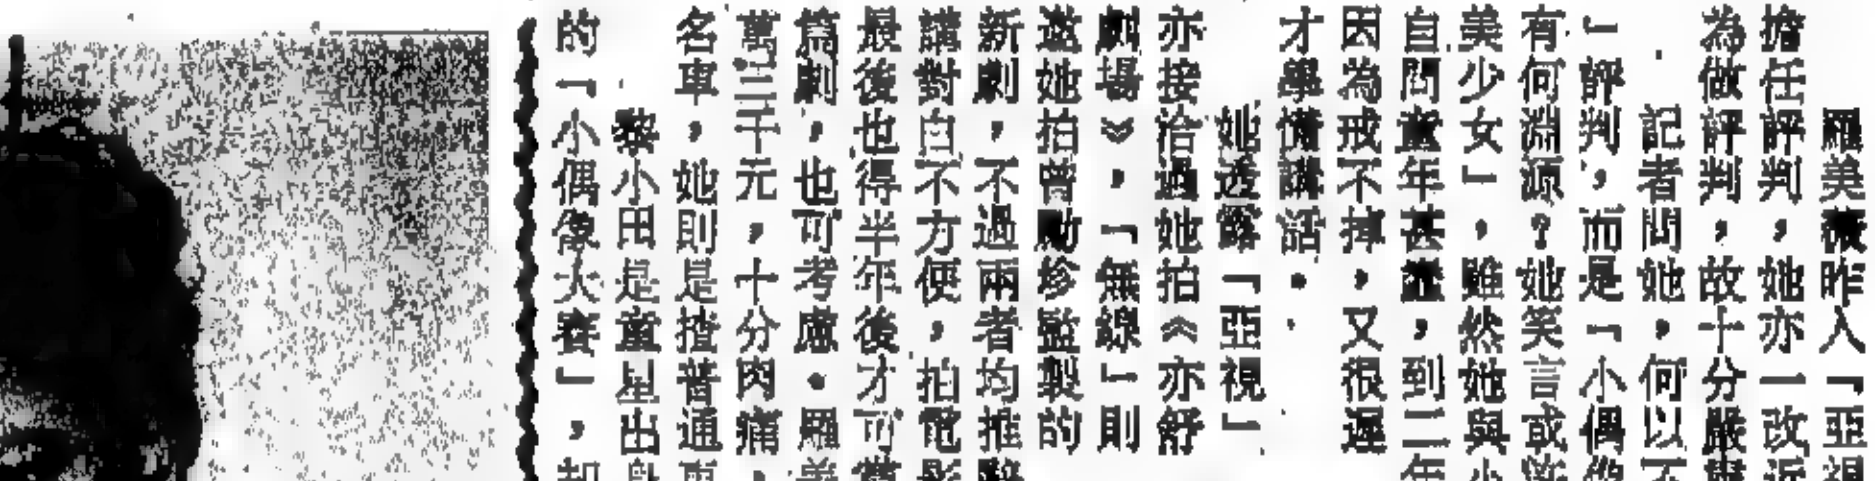 羅美薇昨入「亞視
擔任評判，她亦一改近
為做評判，故十分嚴
記者問她，何以不
」評判，而是「小偶像
有何淵源？她笑言或許
美少女」，雖然她與小
自問童年甚，到二年
因為戒不掉，又很遲
才學懂講話。
她透露「亞視」
亦接洽過她拍《亦舒
劇場》，「無線」則
邀她拍曾勵珍監製的
新劇，不過兩者均推
講對白不方便，拍電影
最後也得半年後才可
篇劇，也可考慮。羅美
萬三千元，十分肉痛，
名車，她則是揸普通車
黎小田是童星出身
的「小偶像大賽」，却